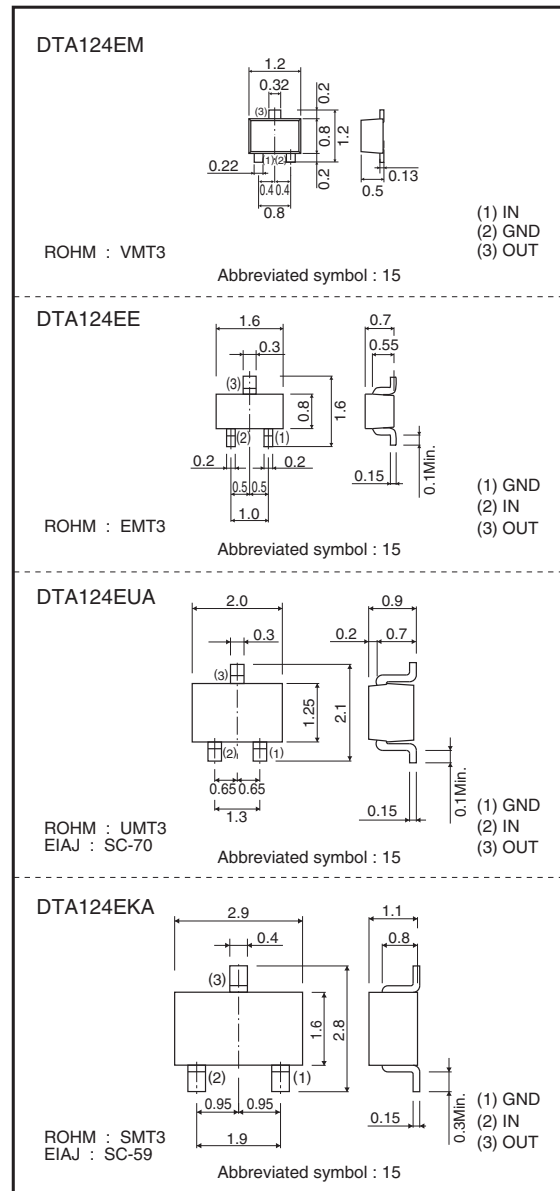 DTA124EM
1.2
0.32
0.2
(3)
0.8
1.2
(1) (2)
0.22
0.4 0.4
0.2
0.13
0.5
0.8
(1) IN
(2) GND
(3) OUT
ROHM : VMT3
Abbreviated symbol : 15
DTA124EE
1.6
0.7
0.3
0.55
(3)
0.8
1.6
(2)
(1)
0.2
0.2
0.15
0.1Min.
0.5 0.5
1.0
(1) GND
(2) IN
(3) OUT
ROHM : EMT3
Abbreviated symbol : 15
DTA124EUA
2.0
0.9
0.3
0.2
0.7
(3)
1.25
2.1
(2)
(1)
0.65 0.65
0.15
0.1Min.
1.3
(1) GND
(2) IN
(3) OUT
ROHM : UMT3
EIAJ : SC-70
Abbreviated symbol : 15
DTA124EKA
2.9
1.1
0.4
0.8
(3)
1.6
2.8
(2)
(1)
0.95 0.95
0.15
0.3Min.
1.9
(1) GND
(2) IN
(3) OUT
ROHM : SMT3
EIAJ : SC-59
Abbreviated symbol : 15